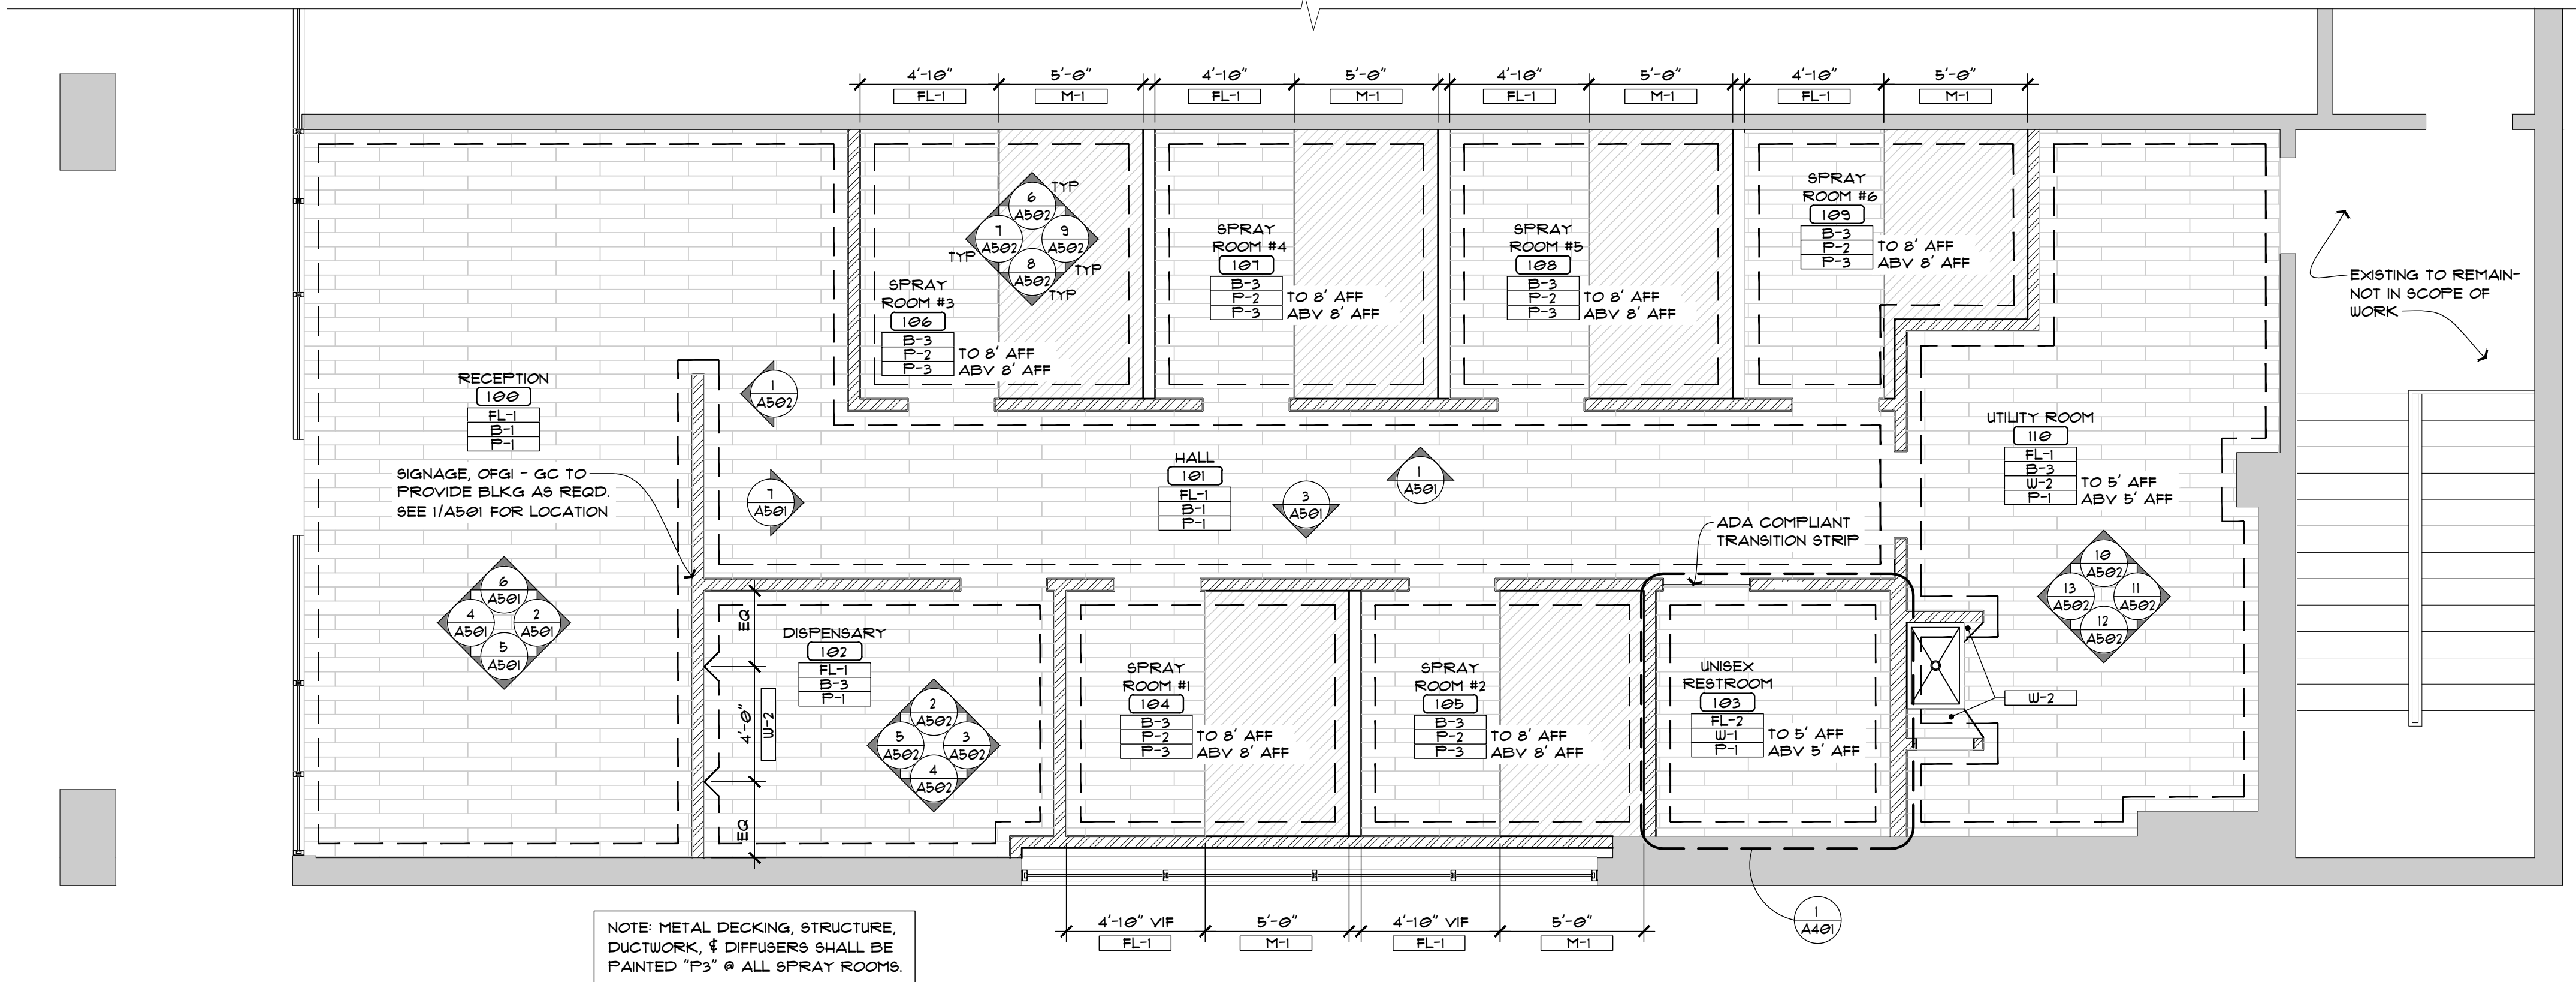 4'-10"
5'-0"
4'-10"
5'-0"
4'-10"
5'-0"
4'-10"
5'-0"
FL-1
M-1
FL-1
M-1
FL-1
M-1
FL-1
M-1
SPRAY
ROOM #3
106
B-3
P-2
P-3
TO 8' AFF
ABV 8' AFF
6
A502
TYP
7
A502
TYP
9
A502
TYP
8
A502
TYP
SPRAY
ROOM #4
107
B-3
P-2
P-3
TO 8' AFF
ABV 8' AFF
SPRAY
ROOM #5
108
B-3
P-2
P-3
TO 8' AFF
ABV 8' AFF
SPRAY
ROOM #6
109
B-3
P-2
P-3
TO 8' AFF
ABV 8' AFF
EXISTING TO REMAIN-
NOT IN SCOPE OF
WORK
RECEPTION
100
FL-1
B-1
P-1
1
A502
SIGNAGE, OFGI - GC TO
PROVIDE BLKG AS REQD.
SEE 1/A501 FOR LOCATION
7
A501
HALL
101
FL-1
B-1
P-1
3
A501
1
A501
ADA COMPLIANT
TRANSITION STRIP
UTILITY ROOM
110
FL-1
B-3
W-2
P-1
TO 5' AFF
ABV 5' AFF
6
A501
4
A501
2
A501
5
A501
10
A502
13
A502
11
A502
12
A502
EQ
4'-0"
W-2
EQ
DISPENSARY
102
FL-1
B-3
P-1
2
A502
5
A502
3
A502
4
A502
SPRAY
ROOM #1
104
B-3
P-2
P-3
TO 8' AFF
ABV 8' AFF
SPRAY
ROOM #2
105
B-3
P-2
P-3
TO 8' AFF
ABV 8' AFF
UNISEX
RESTROOM
103
FL-2
W-1
P-1
TO 5' AFF
ABV 5' AFF
W-2
4'-10" VIF
5'-0"
4'-10" VIF
5'-0"
FL-1
M-1
FL-1
M-1
1
A401
NOTE: METAL DECKING, STRUCTURE,
DUCTWORK, & DIFFUSERS SHALL BE
PAINTED "P3" @ ALL SPRAY ROOMS.